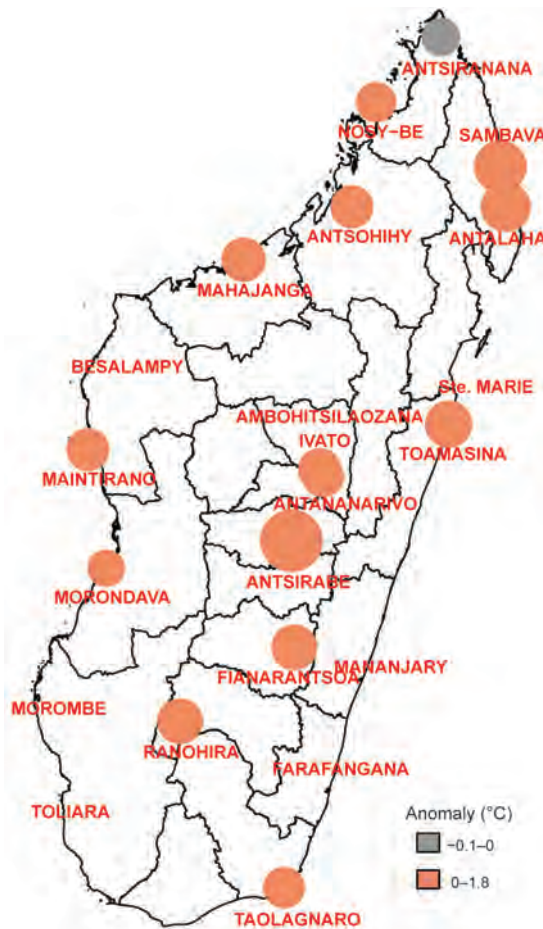 ANTSIRANANA
NOSY−BE
SAMBAVA
ANTSOHIHY
ANTALAHA
MAHAJANGA
BESALAMPY
Ste. MARIE
AMBOHITSILAOZANA
IVATO
TOAMASINA
MAINTIRANO
ANTANANARIVO
ANTSIRABE
MORONDAVA
MANANJARY
FIANARANTSOA
MOROMBE
RANOHIRA
FARAFANGANA
TOLIARA
Anomaly (°C)
−0.1–0
0–1.8
TAOLAGNARO